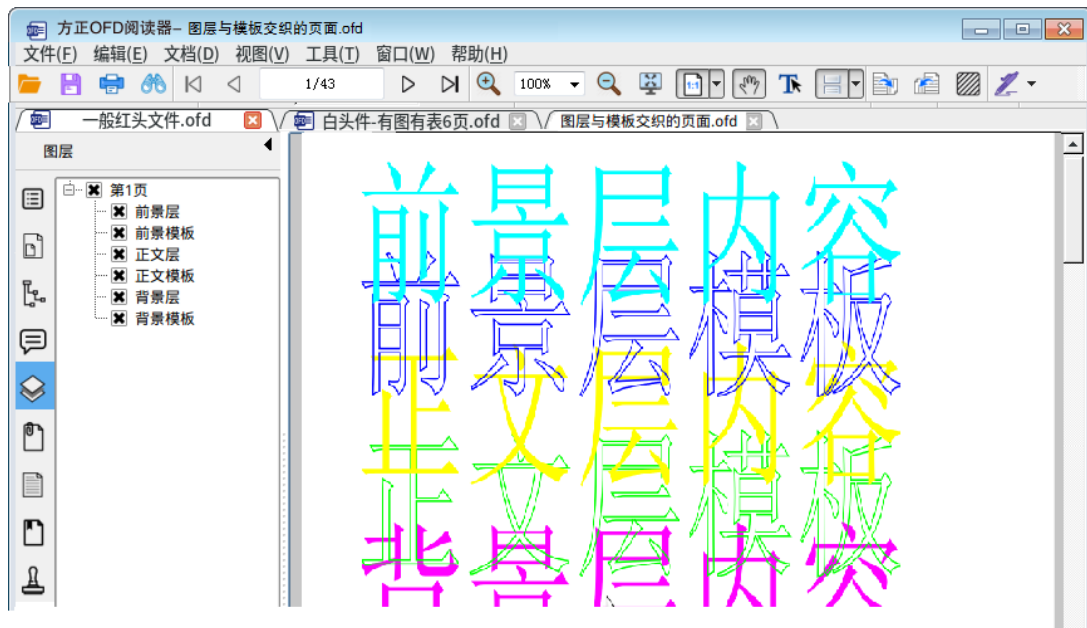 方正OFD阅读器– 图层与模板交织的页面.ofd
文件(F) 编辑(E) 文档(D) 视图(V) 工具(T) 窗口(W) 帮助(H)
1/43 100% 1:1
一般红头文件.ofd 白头件-有图有表6页.ofd 图层与模板交织的页面.ofd
图层
第1页
前景层
前景模板
正文层
正文模板
背景层
背景模板
前景层内容
前景层模板
正文层内容
正文层模板
背景层内容